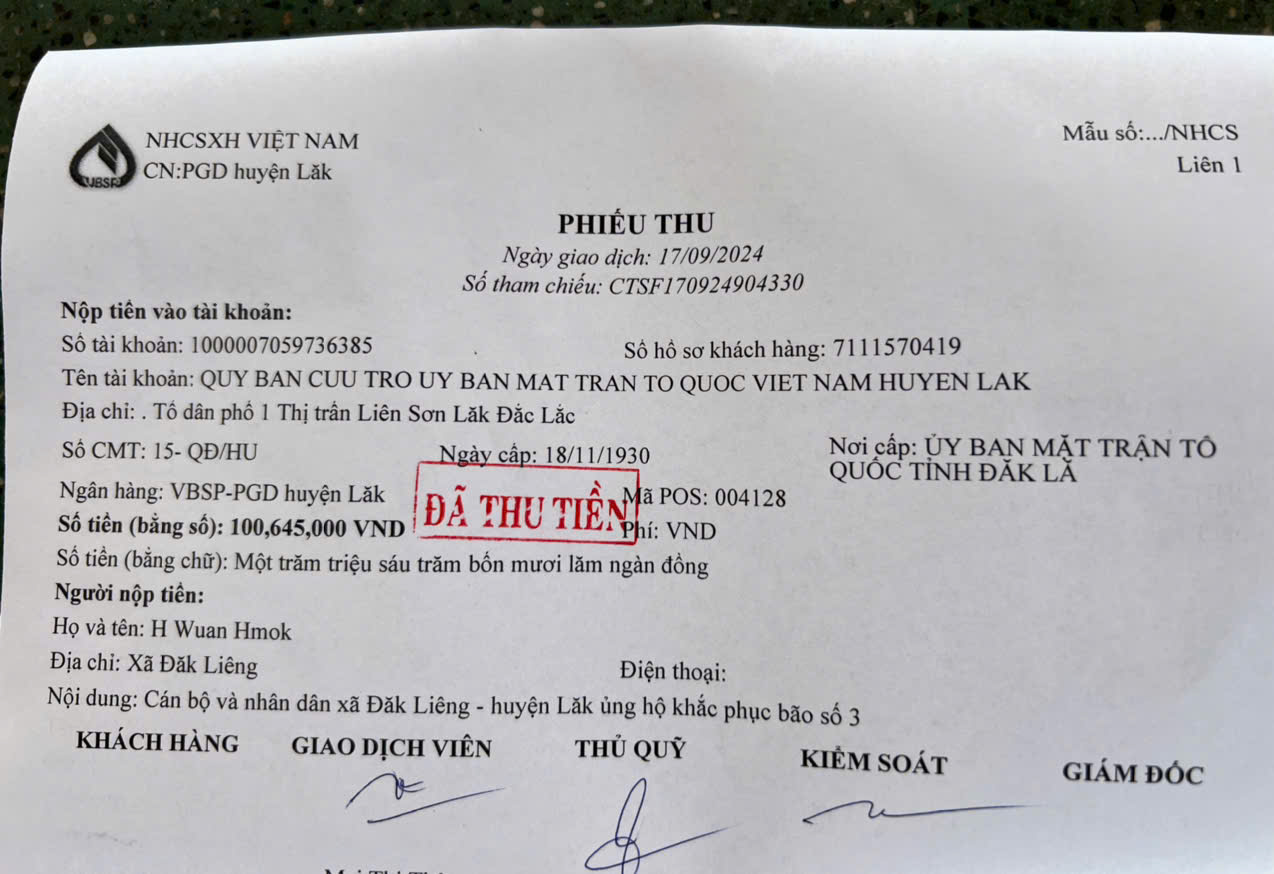 NHCSXH VIỆT NAM
CN:PGD huyện Lăk
VBSP
Mẫu số:.../NHCS
Liên 1
PHIẾU THU
Ngày giao dịch: 17/09/2024
Số tham chiếu: CTSF170924904330
Nộp tiền vào tài khoản:
Số tài khoản: 1000007059736385 Số hồ sơ khách hàng: 7111570419
Tên tài khoản: QUY BAN CUU TRO UY BAN MAT TRAN TO QUOC VIET NAM HUYEN LAK
Địa chỉ: . Tổ dân phố 1 Thị trấn Liên Sơn Lăk Đắc Lắc
Số CMT: 15- QĐ/HU Ngày cấp: 18/11/1930 Nơi cấp: ỦY BAN MẶT TRẬN TỔ
QUỐC TỈNH ĐĂK LĂ
Ngân hàng: VBSP-PGD huyện Lăk Mã POS: 004128
ĐÃ THU TIỀN
Số tiền (bằng số): 100,645,000 VND Phí: VND
Số tiền (bằng chữ): Một trăm triệu sáu trăm bốn mươi lăm ngàn đồng
Người nộp tiền:
Họ và tên: H Wuan Hmok
Địa chỉ: Xã Đăk Liêng Điện thoại:
Nội dung: Cán bộ và nhân dân xã Đăk Liêng - huyện Lăk ủng hộ khắc phục bão số 3
KHÁCH HÀNG GIAO DỊCH VIÊN THỦ QUỸ KIỂM SOÁT GIÁM ĐỐC